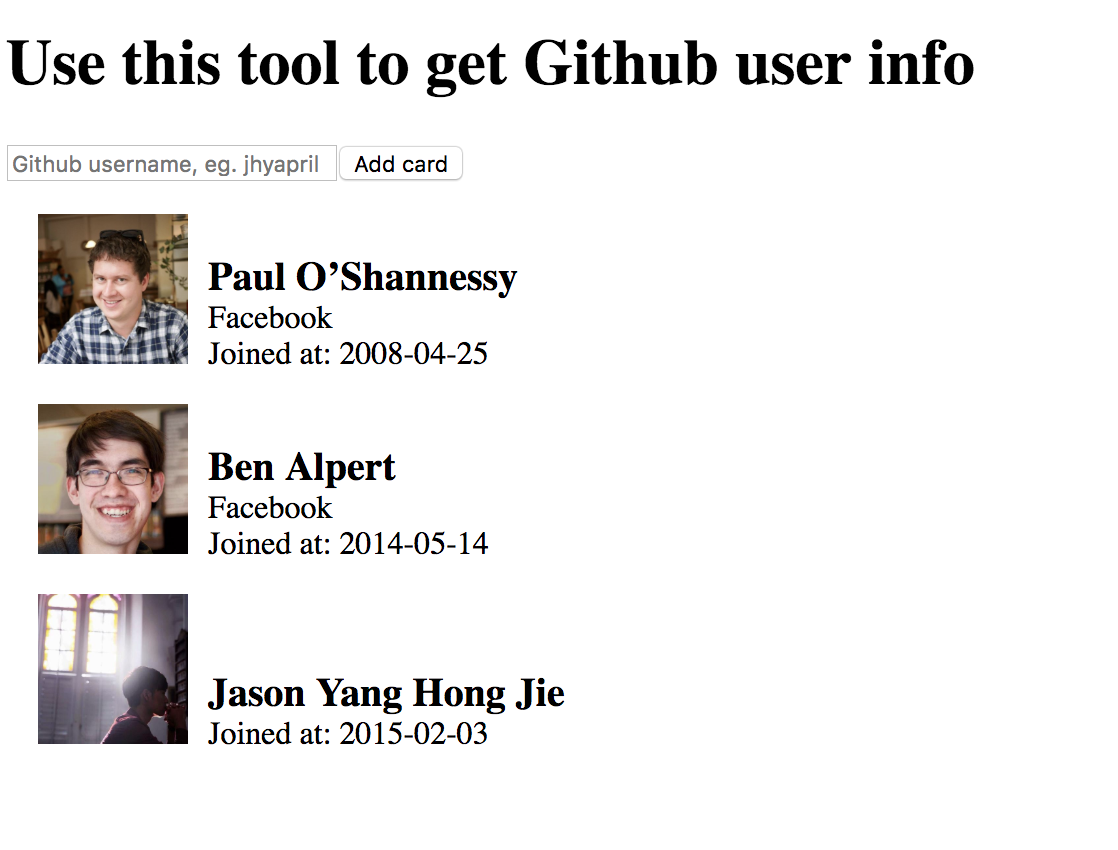 Use this tool to get Github user info
Github username, eg. jhyapril Add card
Paul O’Shannessy
Facebook
Joined at: 2008-04-25
Ben Alpert
Facebook
Joined at: 2014-05-14
Jason Yang Hong Jie
Joined at: 2015-02-03